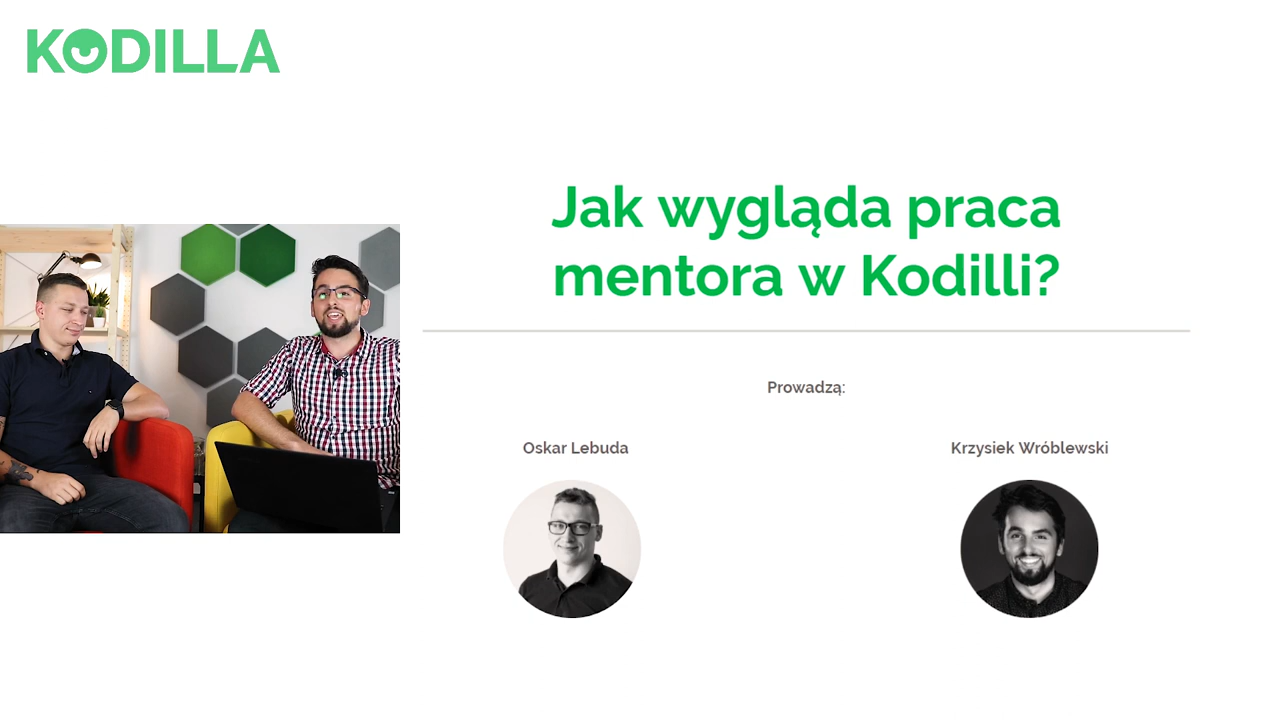 KODILLA
Jak wygląda praca
mentora w Kodilli?
Prowadzą:
Oskar Lebuda
Krzysiek Wróblewski